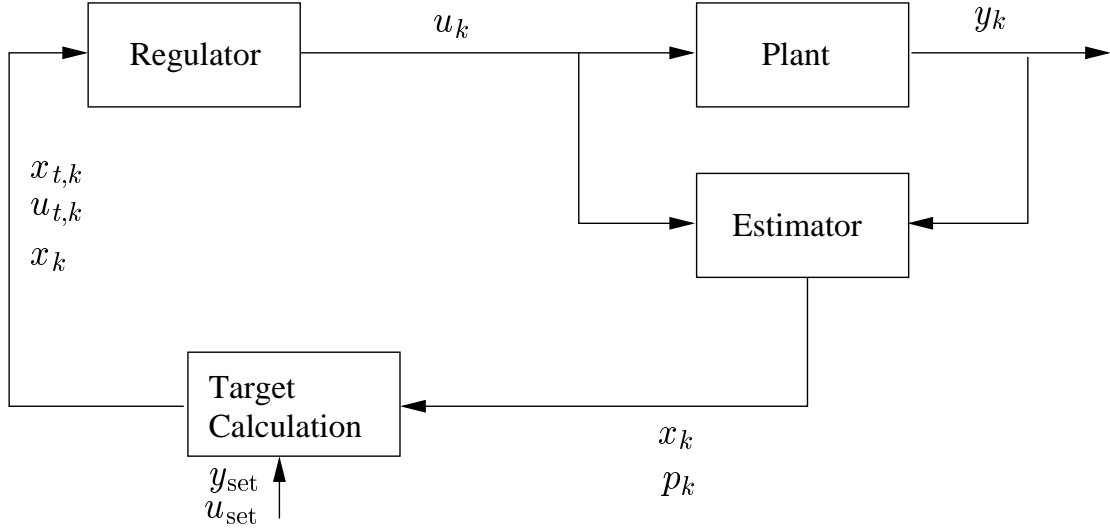 u_k
y_k
Regulator
Plant
x_{t,k}
u_{t,k}
x_k
Estimator
Target
Calculation
x_k
p_k
y_set
u_set